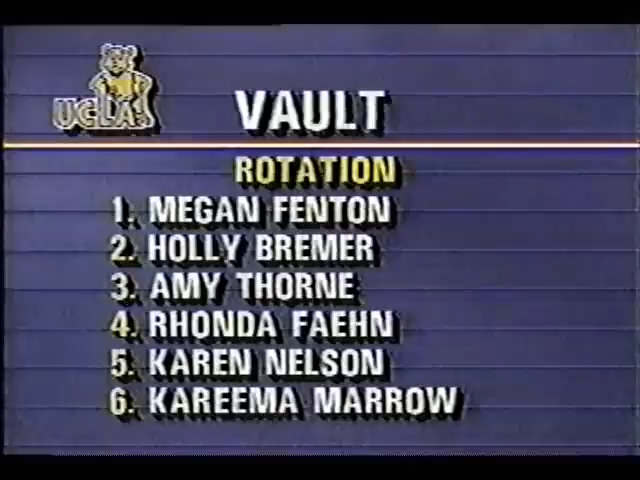 UCLA
VAULT
ROTATION
1. MEGAN FENTON
2. HOLLY BREMER
3. AMY THORNE
4. RHONDA FAEHN
5. KAREN NELSON
6. KAREEMA MARROW